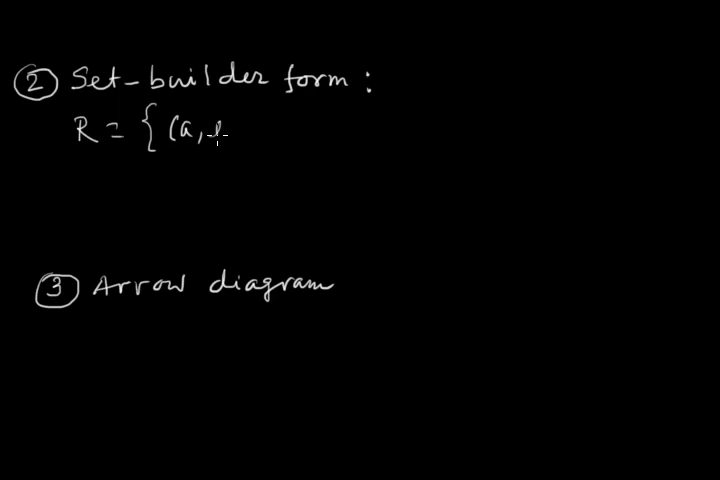 ② Set-builder form :
R = { (a,
③ Arrow diagram